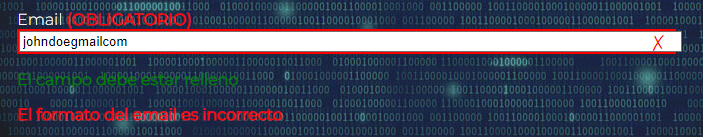 Email (OBLIGATORIO)
johndoegmailcom X
El campo debe estar relleno
El formato del email es incorrecto